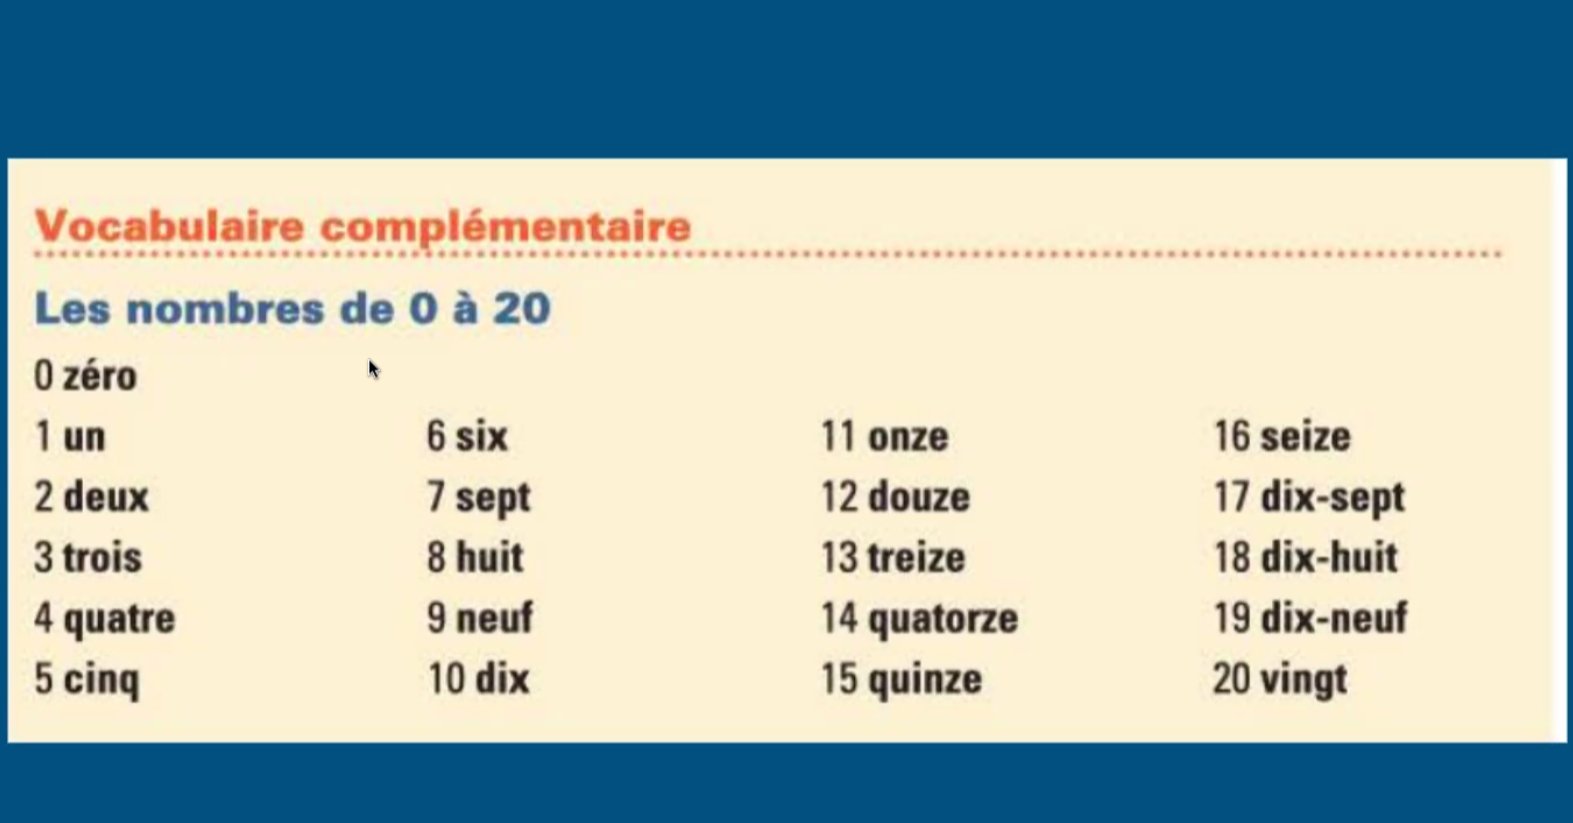 Vocabulaire complémentaire
Les nombres de 0 à 20
0 zéro
1 un 6 six 11 onze 16 seize
2 deux 7 sept 12 douze 17 dix-sept
3 trois 8 huit 13 treize 18 dix-huit
4 quatre 9 neuf 14 quatorze 19 dix-neuf
5 cinq 10 dix 15 quinze 20 vingt